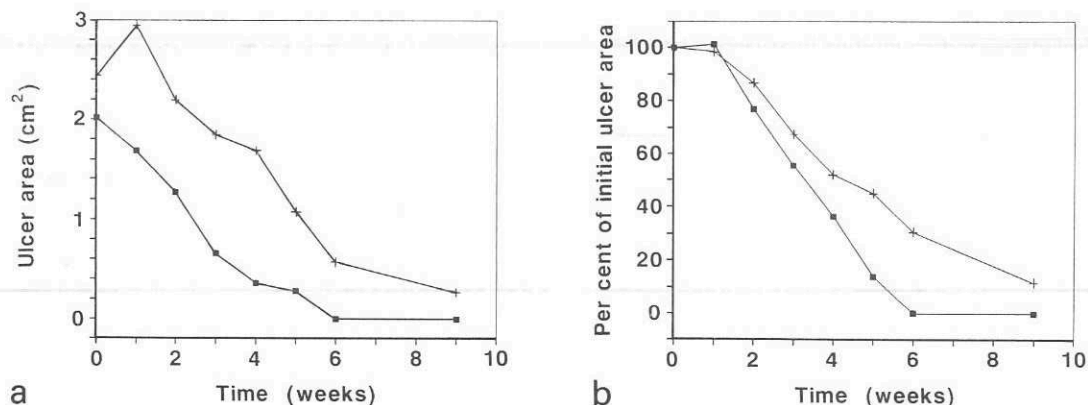 3
2
1
0
Ulcer area (cm²)
0 2 4 6 8 10
Time (weeks)
a
100
80
60
40
20
0
Per cent of initial ulcer area
0 2 4 6 8 10
Time (weeks)
b